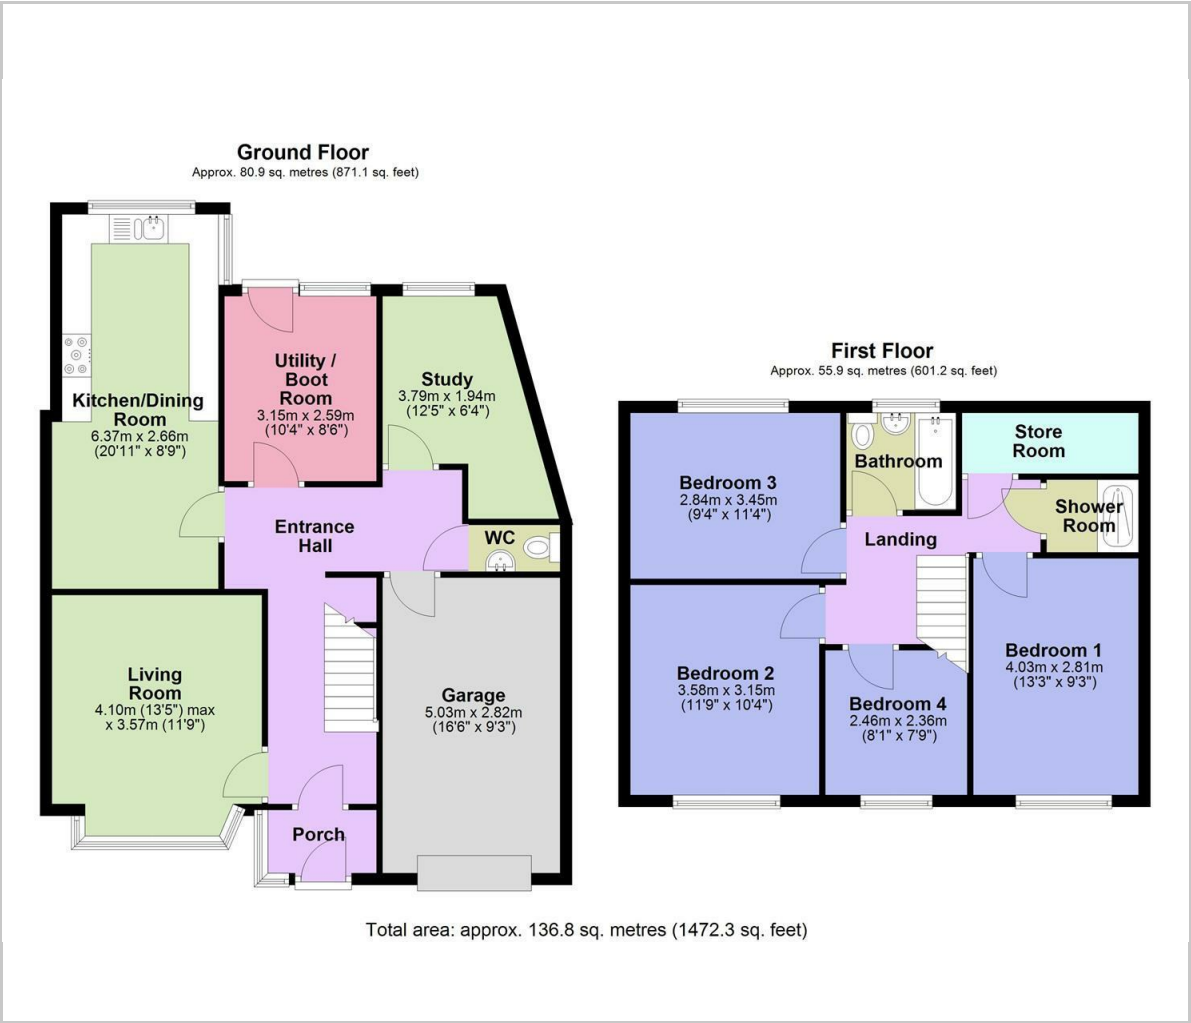 Ground Floor
Approx. 80.9 sq. metres (871.1 sq. feet)
Kitchen/Dining
Room
6.37m x 2.66m
(20'11" x 8'9")
Utility /
Boot
Room
3.15m x 2.59m
(10'4" x 8'6")
Study
3.79m x 1.94m
(12'5" x 6'4")
Entrance
Hall
WC
Living
Room
4.10m (13'5") max
x 3.57m (11'9")
Garage
5.03m x 2.82m
(16'6" x 9'3")
Porch
First Floor
Approx. 55.9 sq. metres (601.2 sq. feet)
Bedroom 3
2.84m x 3.45m
(9'4" x 11'4")
Bathroom
Store
Room
Shower
Room
Landing
Bedroom 2
3.58m x 3.15m
(11'9" x 10'4")
Bedroom 4
2.46m x 2.36m
(8'1" x 7'9")
Bedroom 1
4.03m x 2.81m
(13'3" x 9'3")
Total area: approx. 136.8 sq. metres (1472.3 sq. feet)